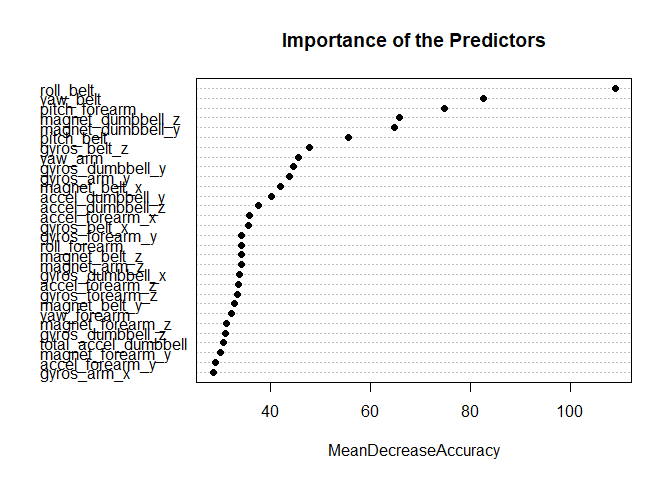 Importance of the Predictors
roll_belt
yaw_belt
pitch_forearm
magnet_dumbbell_z
magnet_dumbbell_y
pitch_belt
gyros_belt_z
yaw_arm
gyros_dumbbell_y
gyros_arm_y
magnet_belt_x
accel_dumbbell_y
accel_dumbbell_z
accel_forearm_x
gyros_belt_x
gyros_forearm_y
roll_forearm
magnet_belt_z
magnet_arm_z
gyros_dumbbell_x
accel_forearm_z
gyros_forearm_z
magnet_belt_y
yaw_forearm
magnet_forearm_z
gyros_dumbbell_z
total_accel_dumbbell
magnet_forearm_y
accel_forearm_y
gyros_arm_x
40 60 80 100
MeanDecreaseAccuracy